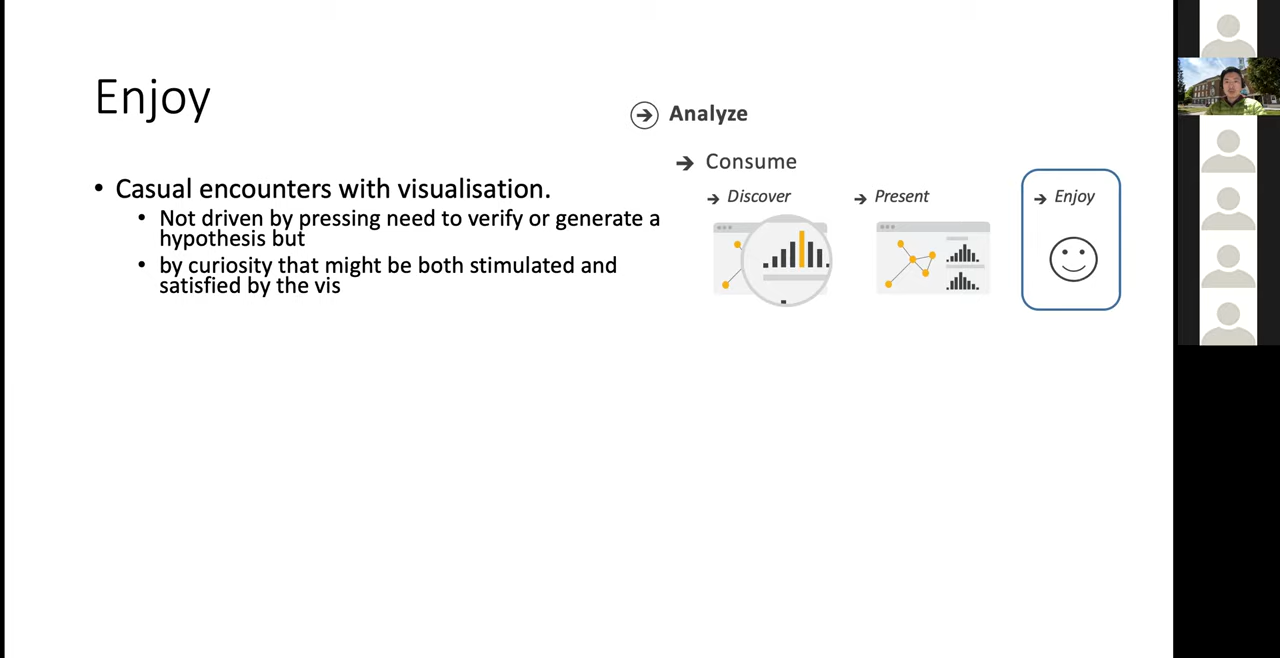 Enjoy
• Casual encounters with visualisation.
• Not driven by pressing need to verify or generate a
hypothesis but
• by curiosity that might be both stimulated and
satisfied by the vis
Analyze
Consume
Discover
Present
Enjoy